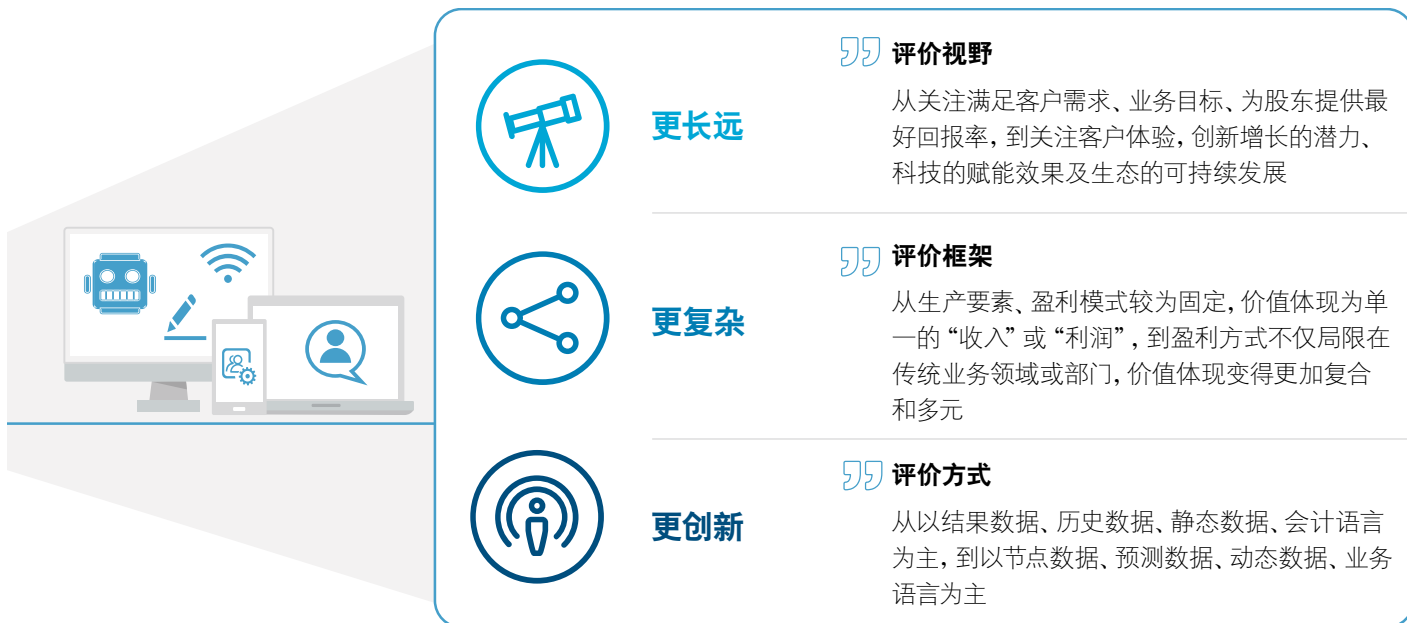 评价视野
更长远
从关注满足客户需求、业务目标、为股东提供最
好回报率，到关注客户体验，创新增长的潜力、
科技的赋能效果及生态的可持续发展
评价框架
更复杂
从生产要素、盈利模式较为固定，价值体现为单
一的“收入”或“利润”，到盈利方式不仅局限在
传统业务领域或部门，价值体现变得更加复合
和多元
评价方式
更创新
从以结果数据、历史数据、静态数据、会计语言
为主，到以节点数据、预测数据、动态数据、业务
语言为主